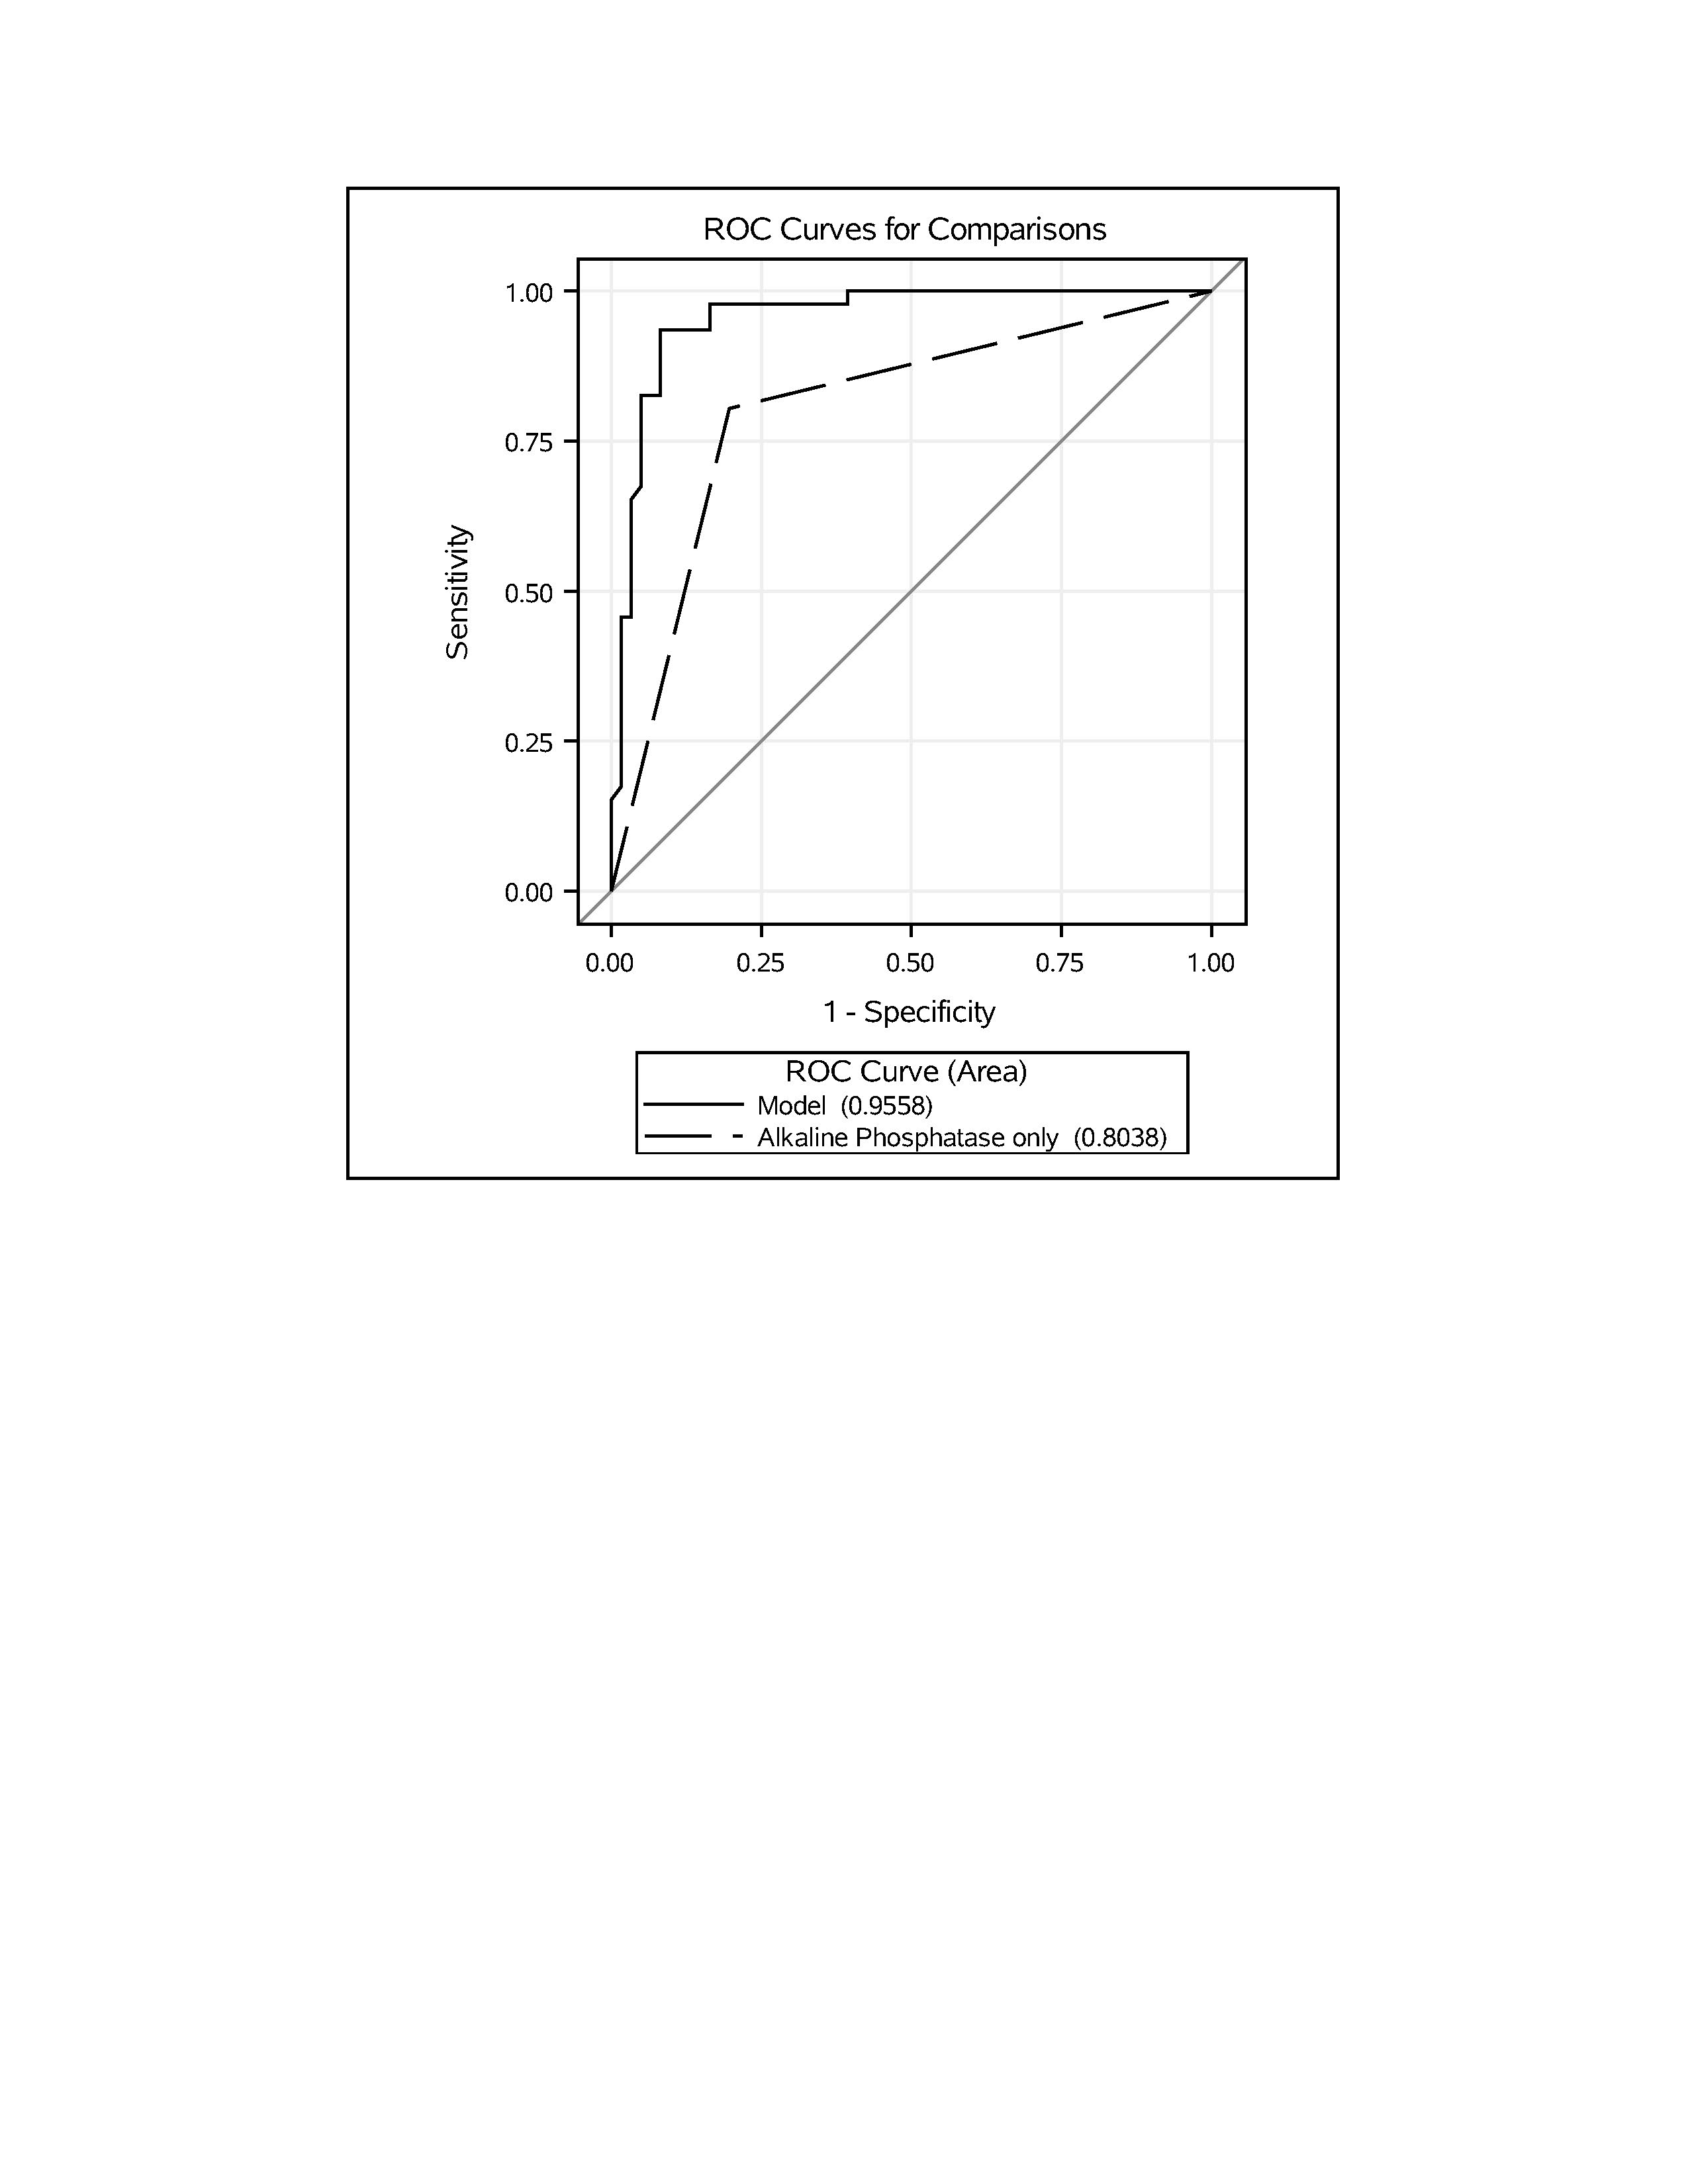 ROC Curves for Comparisons
1.00
0.75
0.50
0.25
0.00
Sensitivity
0.00 0.25 0.50 0.75 1.00
1 - Specificity
ROC Curve (Area)
Model (0.9558)
Alkaline Phosphatase only (0.8038)